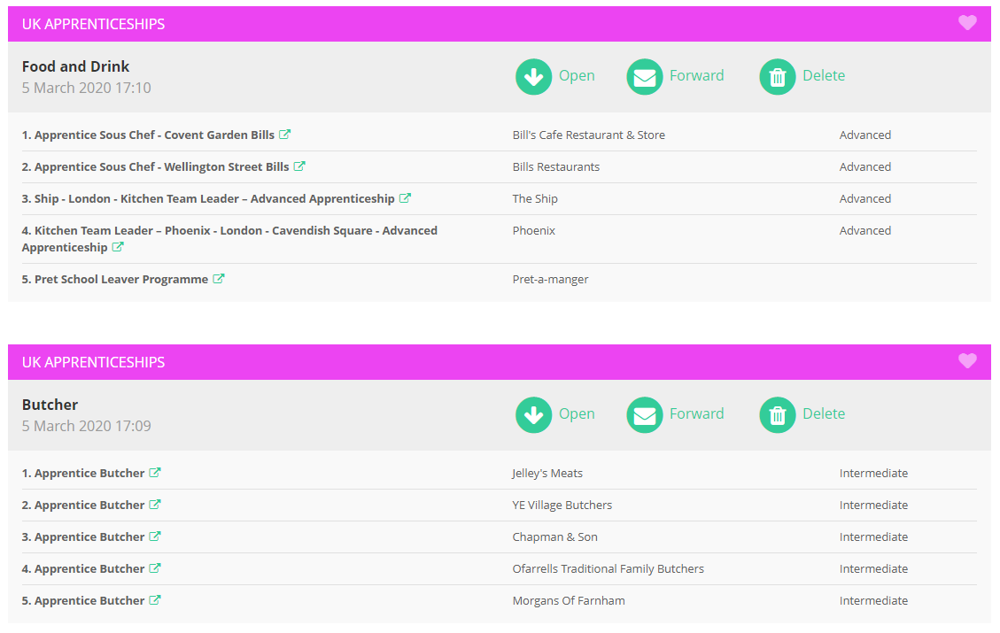 UK APPRENTICESHIPS
Food and Drink
5 March 2020 17:10
Open Forward Delete
1. Apprentice Sous Chef - Covent Garden Bills Bill's Cafe Restaurant & Store Advanced
2. Apprentice Sous Chef - Wellington Street Bills Bills Restaurants Advanced
3. Ship - London - Kitchen Team Leader – Advanced Apprenticeship The Ship Advanced
4. Kitchen Team Leader – Phoenix - London - Cavendish Square - Advanced Phoenix Advanced
Apprenticeship
5. Pret School Leaver Programme Pret-a-manger
UK APPRENTICESHIPS
Butcher
5 March 2020 17:09
Open Forward Delete
1. Apprentice Butcher Jelley's Meats Intermediate
2. Apprentice Butcher YE Village Butchers Intermediate
3. Apprentice Butcher Chapman & Son Intermediate
4. Apprentice Butcher Ofarrells Traditional Family Butchers Intermediate
5. Apprentice Butcher Morgans Of Farnham Intermediate